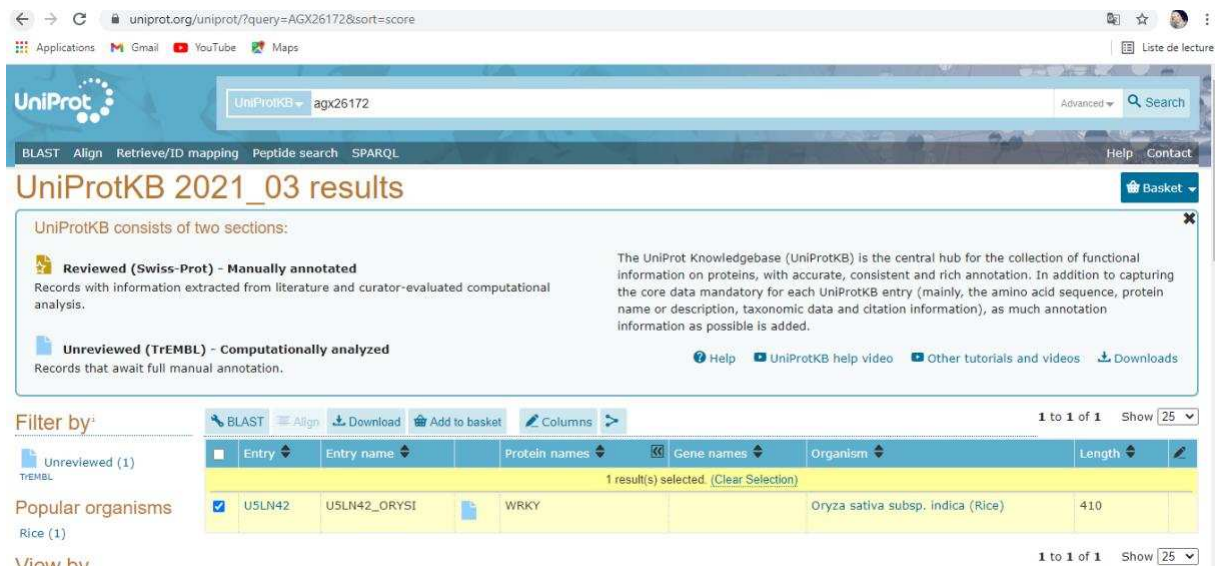 uniprot.org/uniprot/?query=AGX26172&sort=score
Applications Gmail YouTube Maps Liste de lecture
UniProt UniProtKB agx26172 Advanced Search
BLAST Align Retrieve/ID mapping Peptide search SPARQL Help Contact
UniProtKB 2021_03 results Basket
UniProtKB consists of two sections:
Reviewed (Swiss-Prot) - Manually annotated
Records with information extracted from literature and curator-evaluated computational
analysis.
Unreviewed (TrEMBL) - Computationally analyzed
Records that await full manual annotation.
The UniProt Knowledgebase (UniProtKB) is the central hub for the collection of functional
information on proteins, with accurate, consistent and rich annotation. In addition to capturing
the core data mandatory for each UniProtKB entry (mainly, the amino acid sequence, protein
name or description, taxonomic data and citation information), as much annotation
information as possible is added.
Help UniProtKB help video Other tutorials and videos Downloads
Filter by
Unreviewed (1)
TrEMBL
Popular organisms
Rice (1)
View by
BLAST Align Download Add to basket Columns 1 to 1 of 1 Show 25
Entry Entry name Protein names Gene names Organism Length
1 result(s) selected. (Clear Selection)
U5LN42 U5LN42_ORYSI WRKY Oryza sativa subsp. indica (Rice) 410
1 to 1 of 1 Show 25